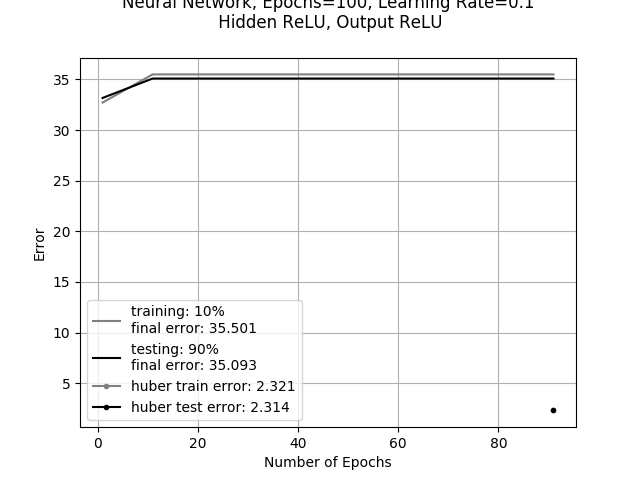 Neural Network, Epochs=100, Learning Rate=0.1
Hidden ReLU, Output ReLU
35
30
25
20
15
10
5
Error
training: 10%
final error: 35.501
testing: 90%
final error: 35.093
huber train error: 2.321
huber test error: 2.314
0 20 40 60 80
Number of Epochs